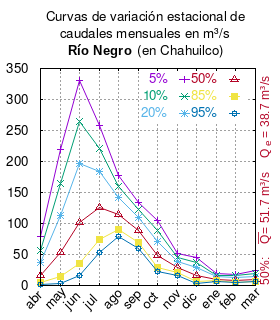 Curvas de variación estacional de
caudales mensuales en m³/s
Río Negro (en Chahuilco)
350
300
250
200
150
100
50
0
5% 50%
10% 85%
20% 95%
abr may jun jul ago sep oct nov dic ene feb mar
50%: Q=51.7 m³/s Qe = 38.7 m³/s